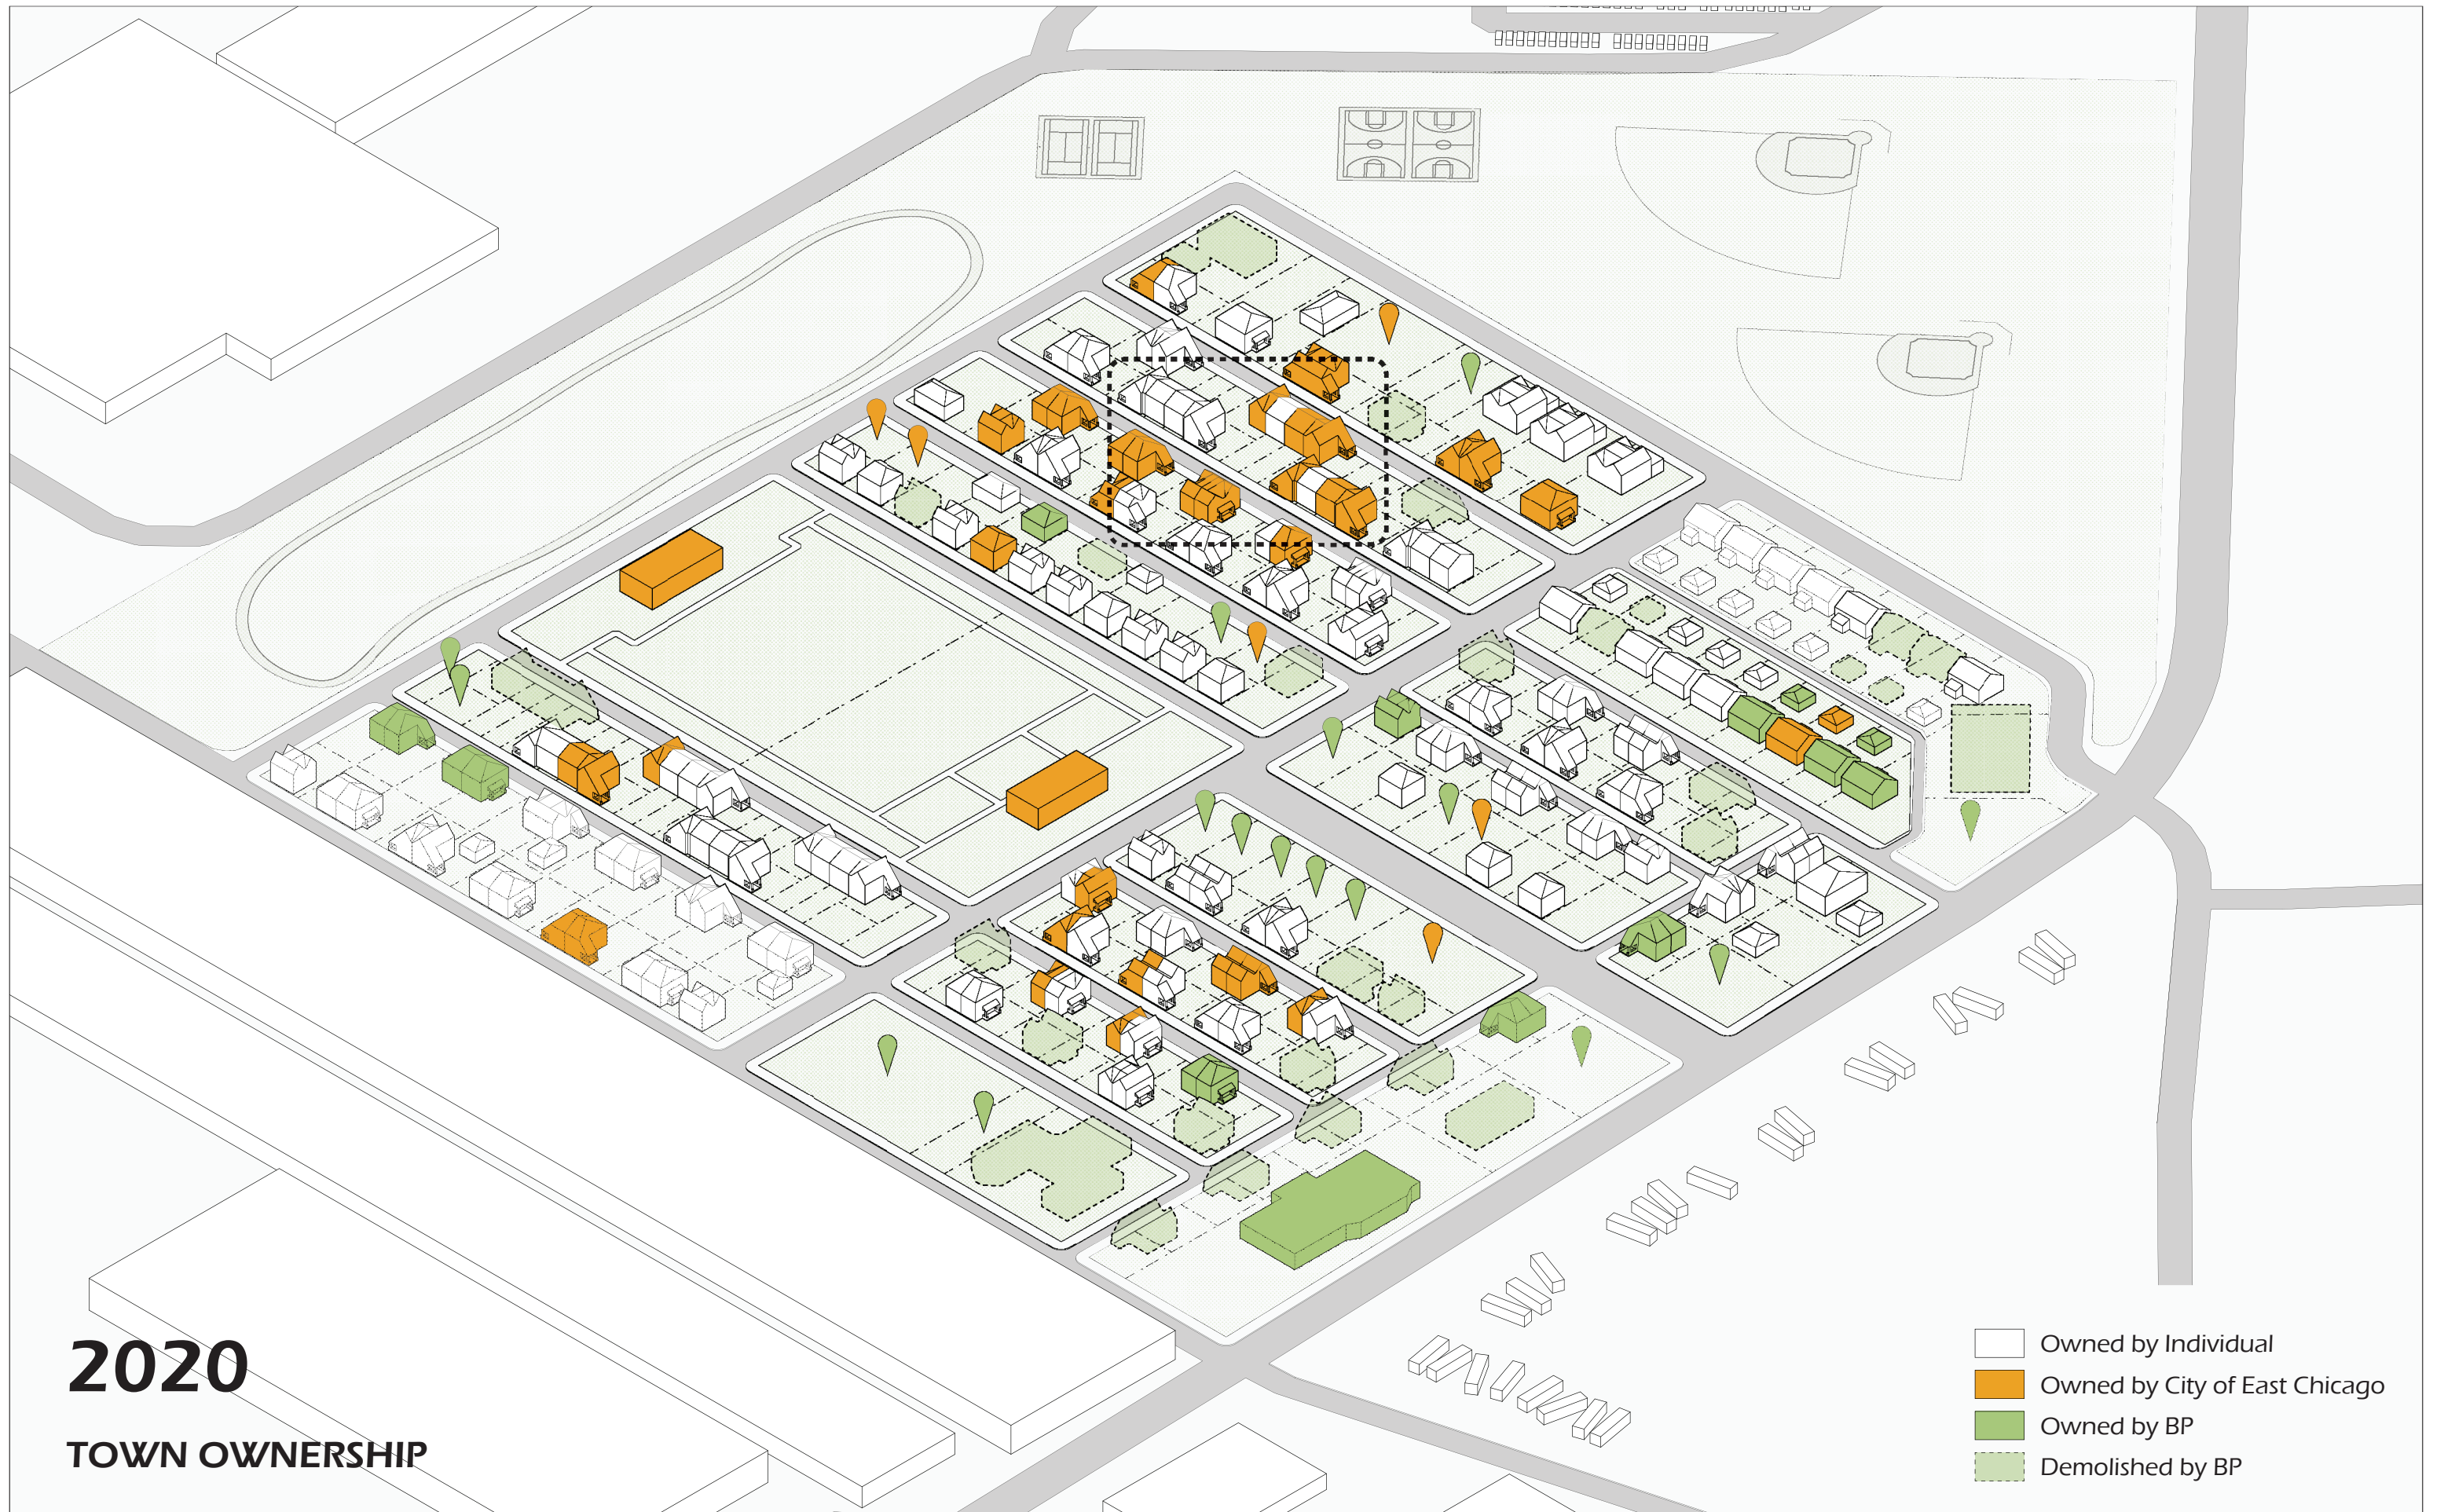 2020
TOWN OWNERSHIP
Owned by Individual
Owned by City of East Chicago
Owned by BP
Demolished by BP